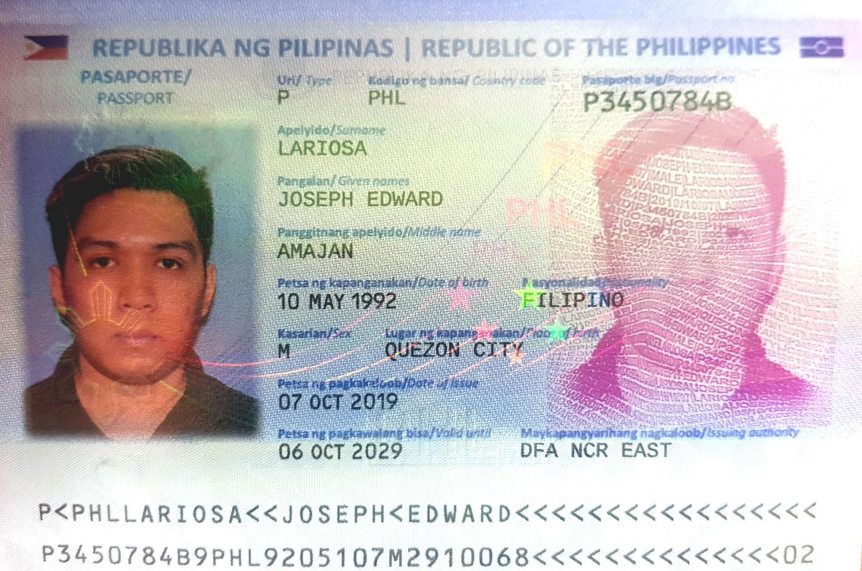 REPUBLIKA NG PILIPINAS | REPUBLIC OF THE PHILIPPINES
PASAPORTE/
PASSPORT
Uri/ Type
Kodigo ng bansa/ Country code
Pasaporte blg/Passport no
P
PHL
P3450784B
Apelyido/Surname
LARIOSA
Pangalan/ Given names
JOSEPH EDWARD
Panggitnang apelyido/Middle name
AMAJAN
Petsa ng kapanganakan/Date of birth
Nasyonalidad/Nationality
10 MAY 1992
FILIPINO
Kasarian/Sex
Lugar ng kapanganakan/Place of birth
M
QUEZON CITY
Petsa ng pagkakaloob/Date of issue
07 OCT 2019
Petsa ng pagkawalang bisa/Valid until
Maykapangyarihang nagkaloob/Issuing authority
06 OCT 2029
DFA NCR EAST
PHL
PHL
P<PHLLARIOSA<<JOSEPH<EDWARD<<<<<<<<<<<<<<<<<
P3450784B9PHL9205107M2910068<<<<<<<<<<<<<<02